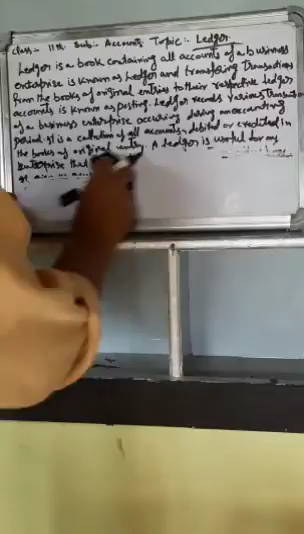 Class:- 11th Sub:- Accounts Topic:- Ledger.
Ledger is a book containing all accounts of a business
enterprise is known as Ledger and transfering transactions
from the books of original entries to their respective Ledger
accounts is known as posting. Ledger records various transaction
of a business enterprise occuring during an accounting
period. It is a collection of all accounts debited or credited in
the books of original entry. A Ledger is useful for any
enterprise that